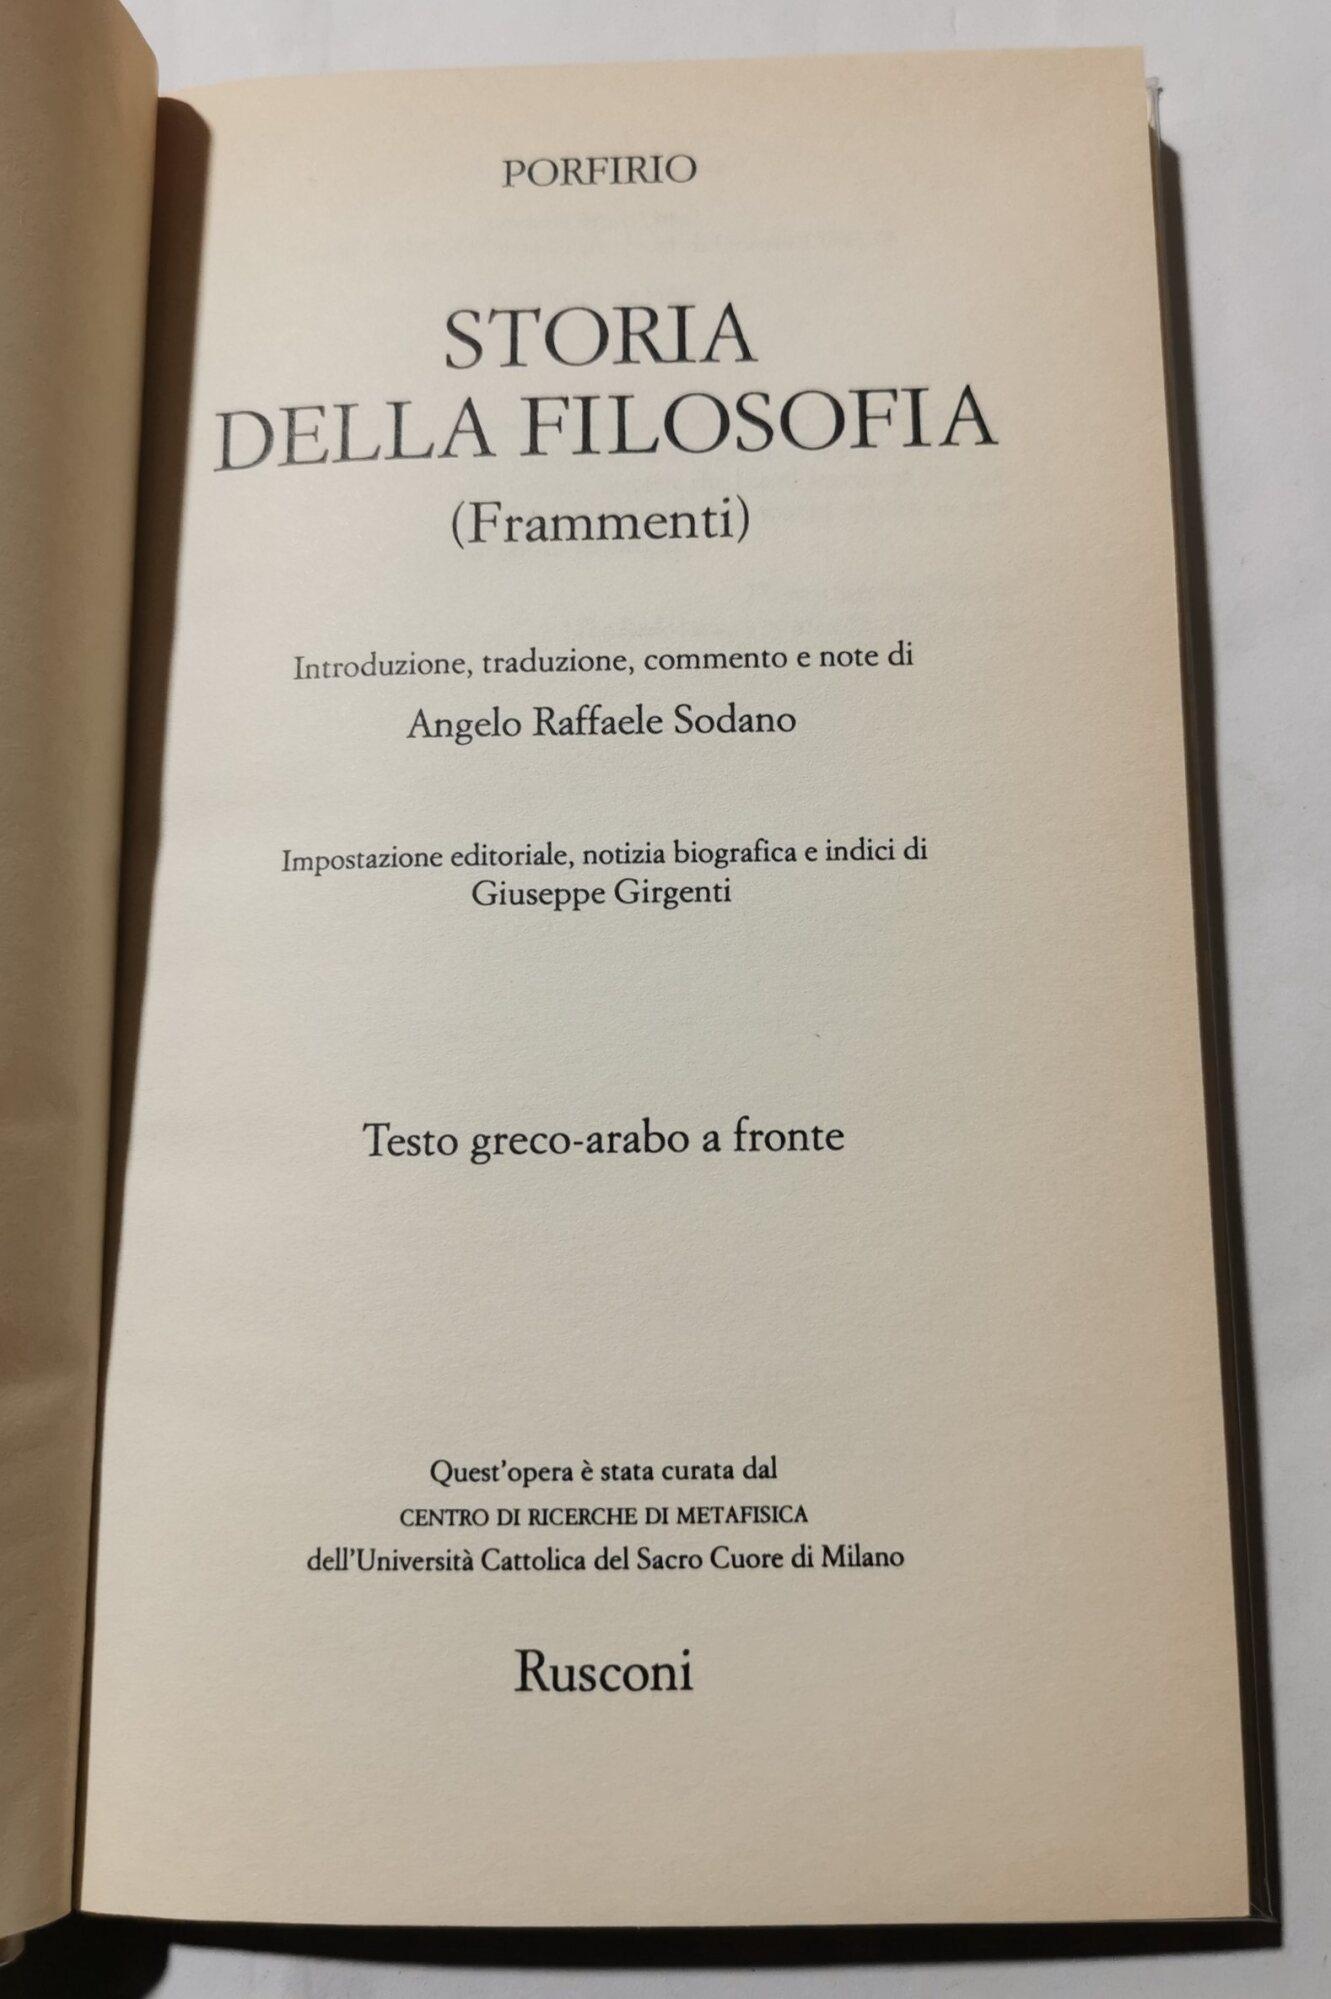 PORFIRIO
STORIA
DELLA FILOSOFIA
(Frammenti)
Introduzione, traduzione, commento e note di
Angelo Raffaele Sodano
Impostazione editoriale, notizia biografica e indici di
Giuseppe Girgenti
Testo greco-arabo a fronte
Quest'opera è stata curata dal
CENTRO DI RICERCHE DI METAFISICA
dell'Università Cattolica del Sacro Cuore di Milano
Rusconi